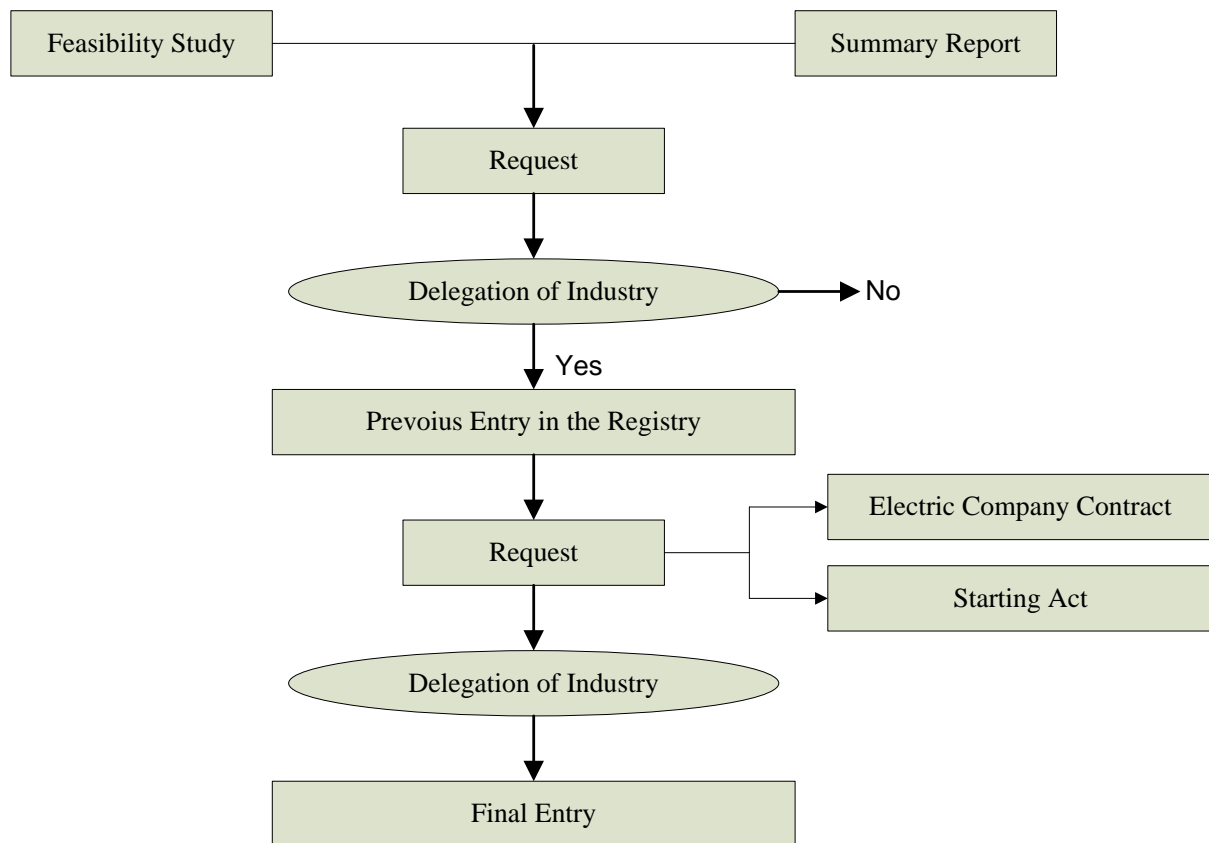 Feasibility Study
Summary Report
Request
Delegation of Industry
No
Yes
Prevoius Entry in the Registry
Electric Company Contract
Request
Starting Act
Delegation of Industry
Final Entry